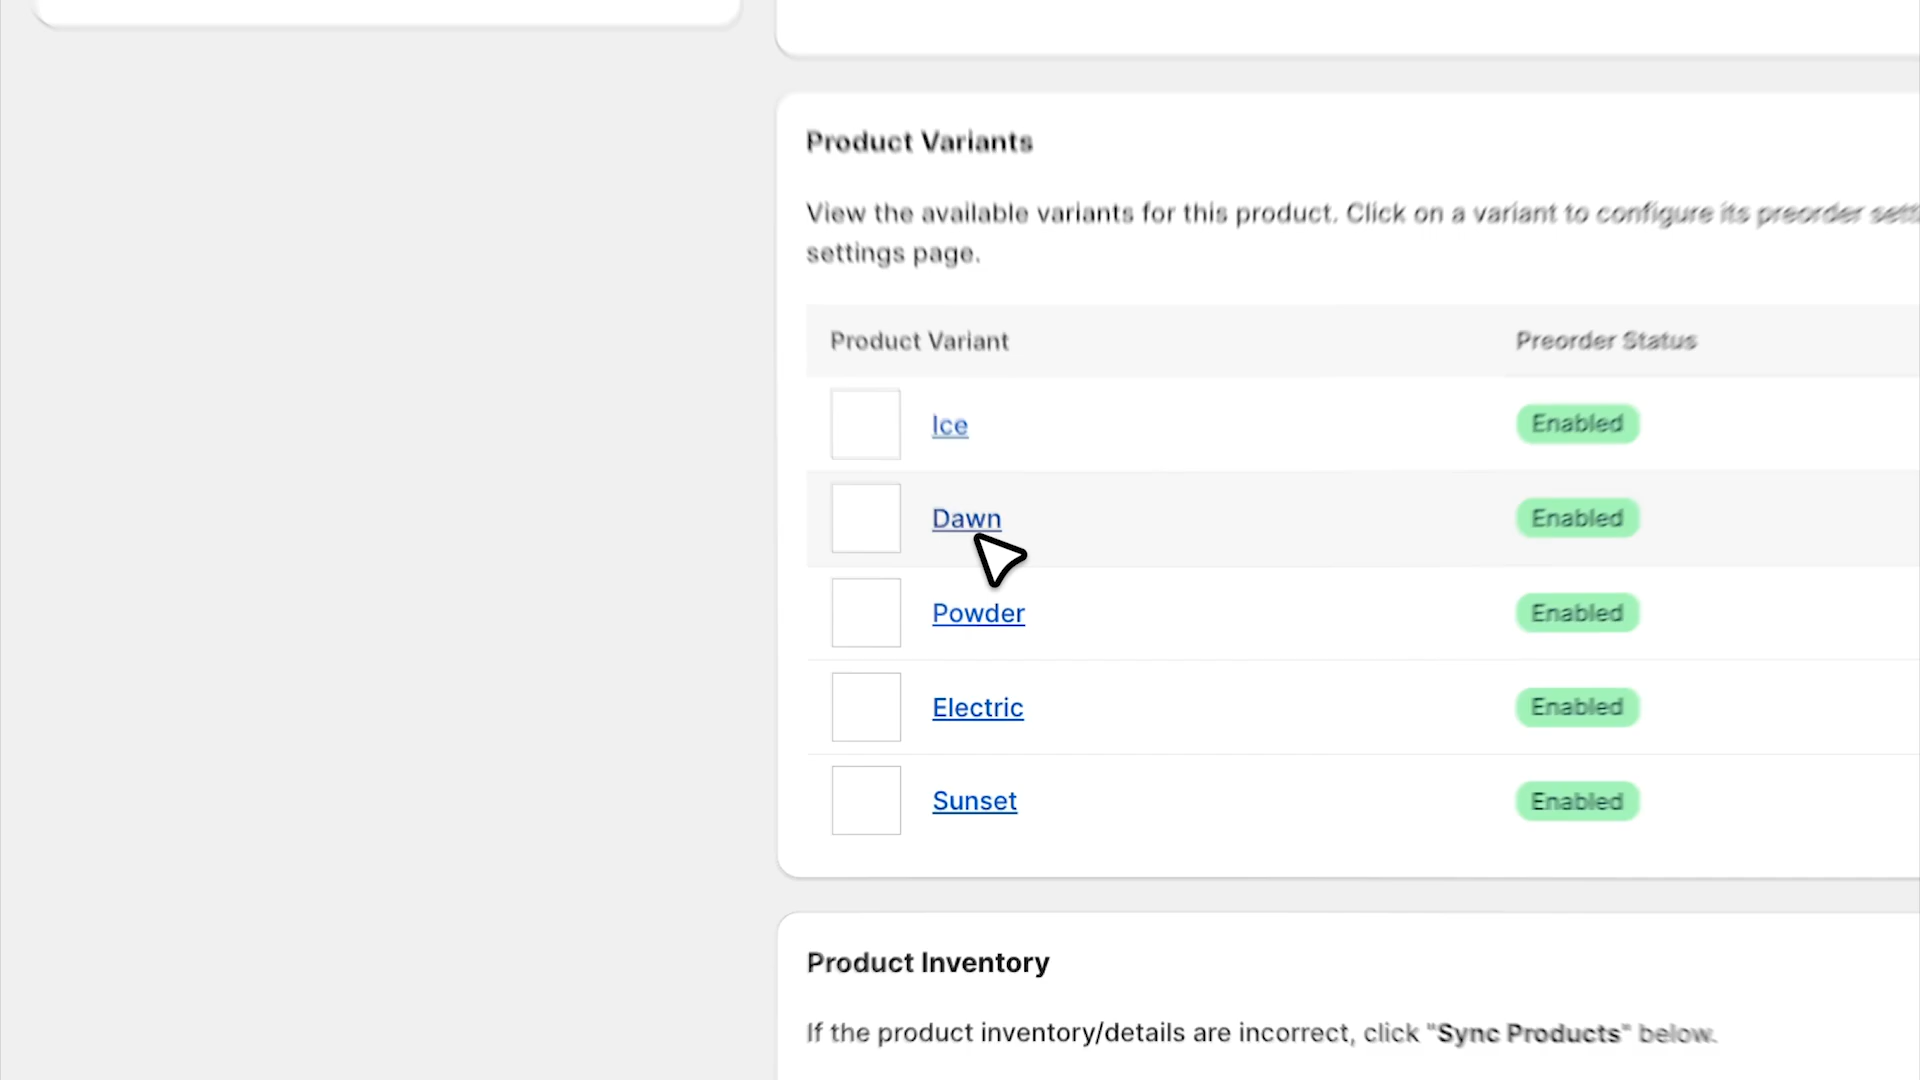 Product Variants
View the available variants for this product. Click on a variant to configure its preorder
settings page.
Product Variant Preorder Status
Ice Enabled
Dawn Enabled
Powder Enabled
Electric Enabled
Sunset Enabled
Product Inventory
If the product inventory/details are incorrect, click "Sync Products" below.